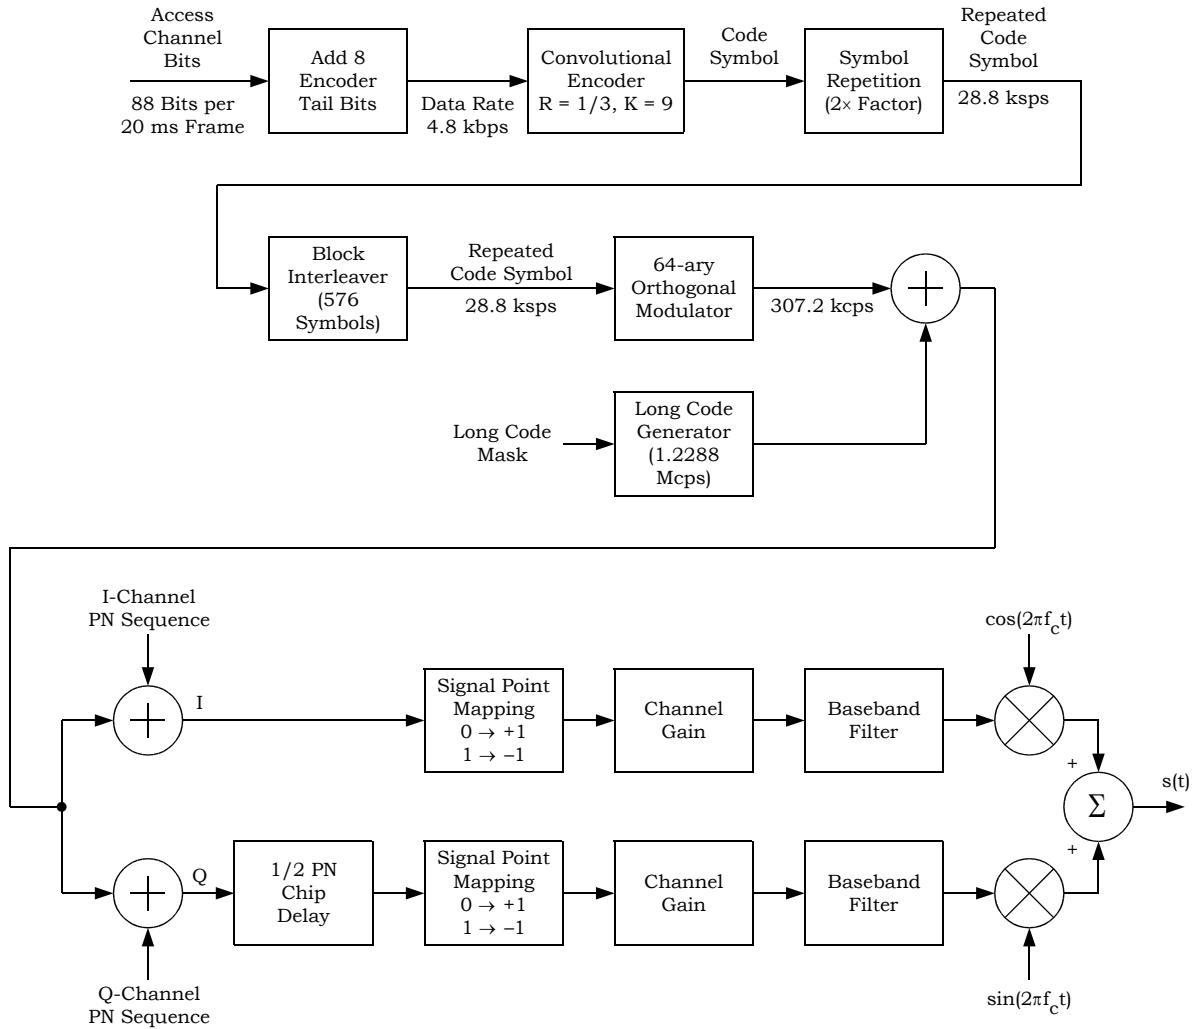 Access
Channel
Bits
88 Bits per
20 ms Frame
Add 8
Encoder
Tail Bits
Data Rate
4.8 kbps
Convolutional
Encoder
R = 1/3, K = 9
Code
Symbol
Symbol
Repetition
(2× Factor)
Repeated
Code
Symbol
28.8 ksps
Block
Interleaver
(576
Symbols)
Repeated
Code Symbol
28.8 ksps
64-ary
Orthogonal
Modulator
307.2 kcps
+
Long Code
Mask
Long Code
Generator
(1.2288
Mcps)
I-Channel
PN Sequence
+
I
Signal Point
Mapping
0 → +1
1 → −1
Channel
Gain
Baseband
Filter
cos(2πfct)
+
Σ
s(t)
+
Q
1/2 PN
Chip
Delay
Signal Point
Mapping
0 → +1
1 → −1
Channel
Gain
Baseband
Filter
+
sin(2πfct)
Q-Channel
PN Sequence